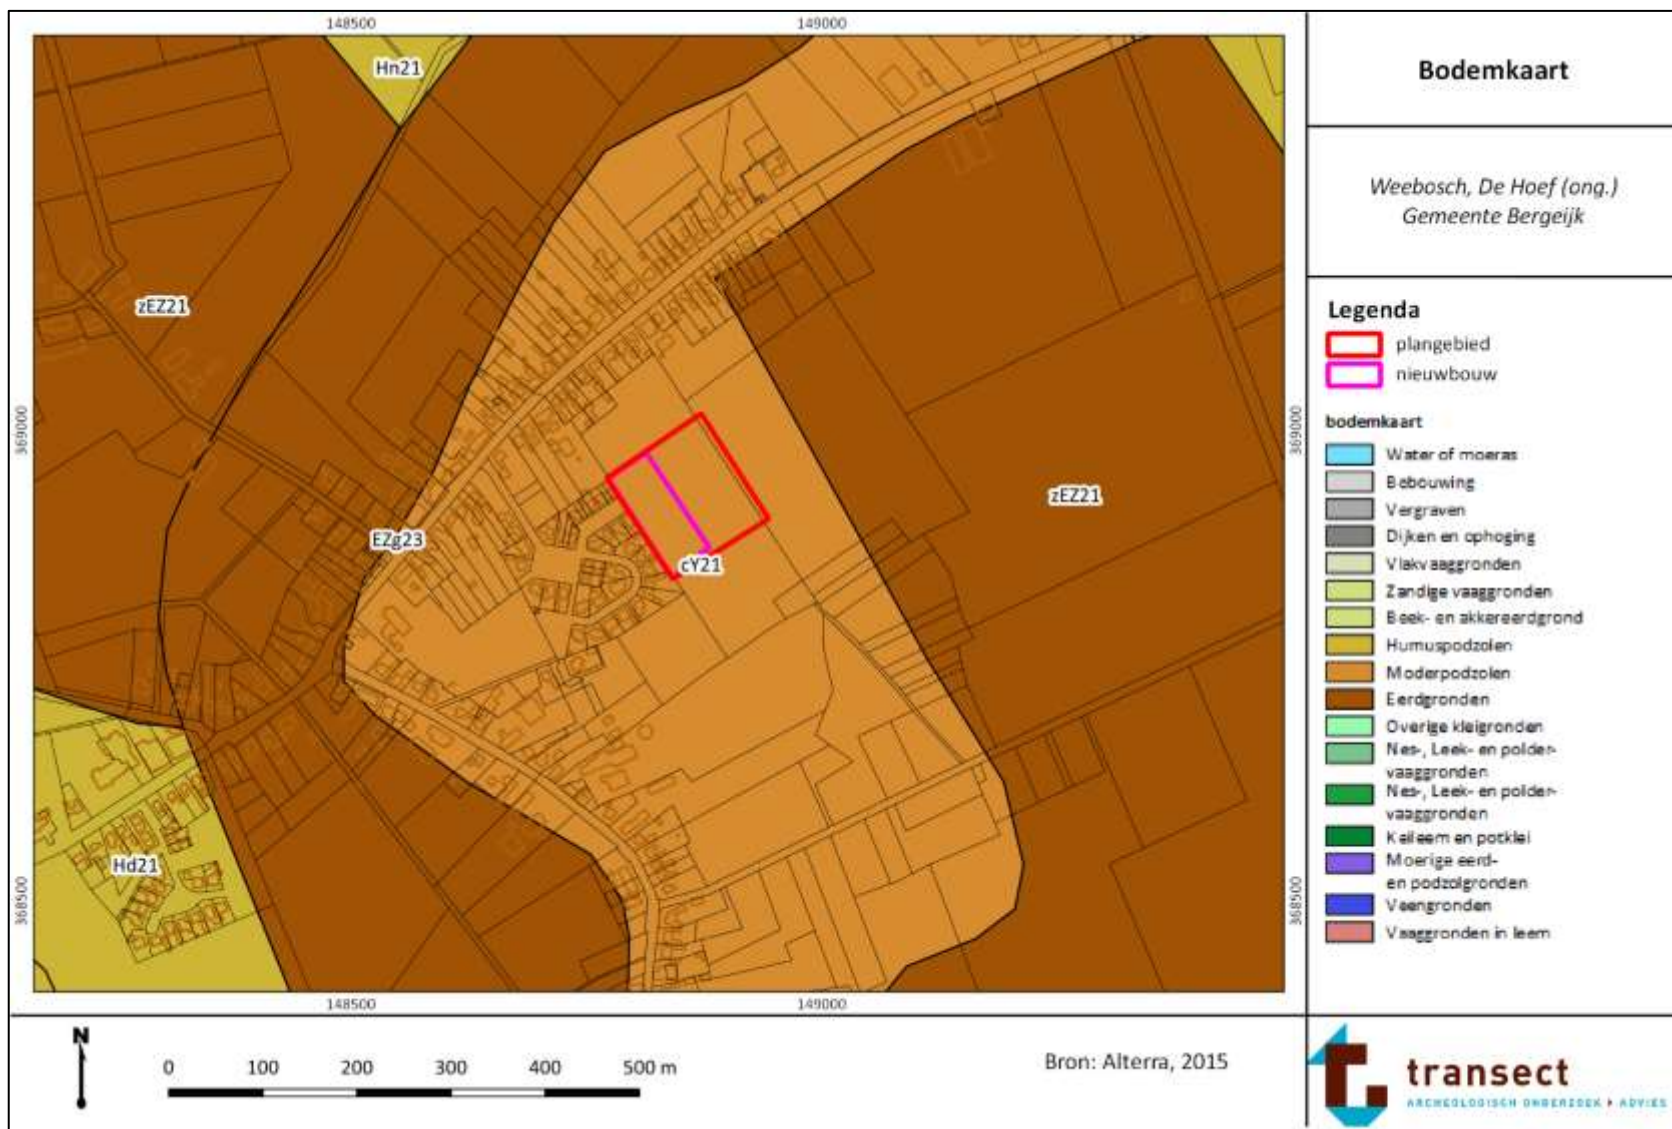 148500
149000
Hn21
zEZ21
369000
369000
zEZ21
EZg23
cY21
Hd21
368500
368500
148500
149000
Bodemkaart
Weebosch, De Hoef (ong.)
Gemeente Bergeijk
Legenda
plangebied
nieuwbouw
bodemkaart
Water of moeras
Bebouwing
Vergraven
Dijken en ophoging
Vlakvaaggronden
Zandige vaaggronden
Beek- en akkereerdgrond
Humuspodzolen
Moderpodzolen
Eerdgronden
Overige kleigronden
Nes-, Leek- en polder-
vaaggronden
Nes-, Leek- en polder-
vaaggronden
Keileem en potklei
Moerige eerd-
en podzolgronden
Veengronden
Vaaggronden in leem
N
0 100 200 300 400 500 m
Bron: Alterra, 2015
transect
ARCHEOLOGISCH ONDERZOEK & ADVIES